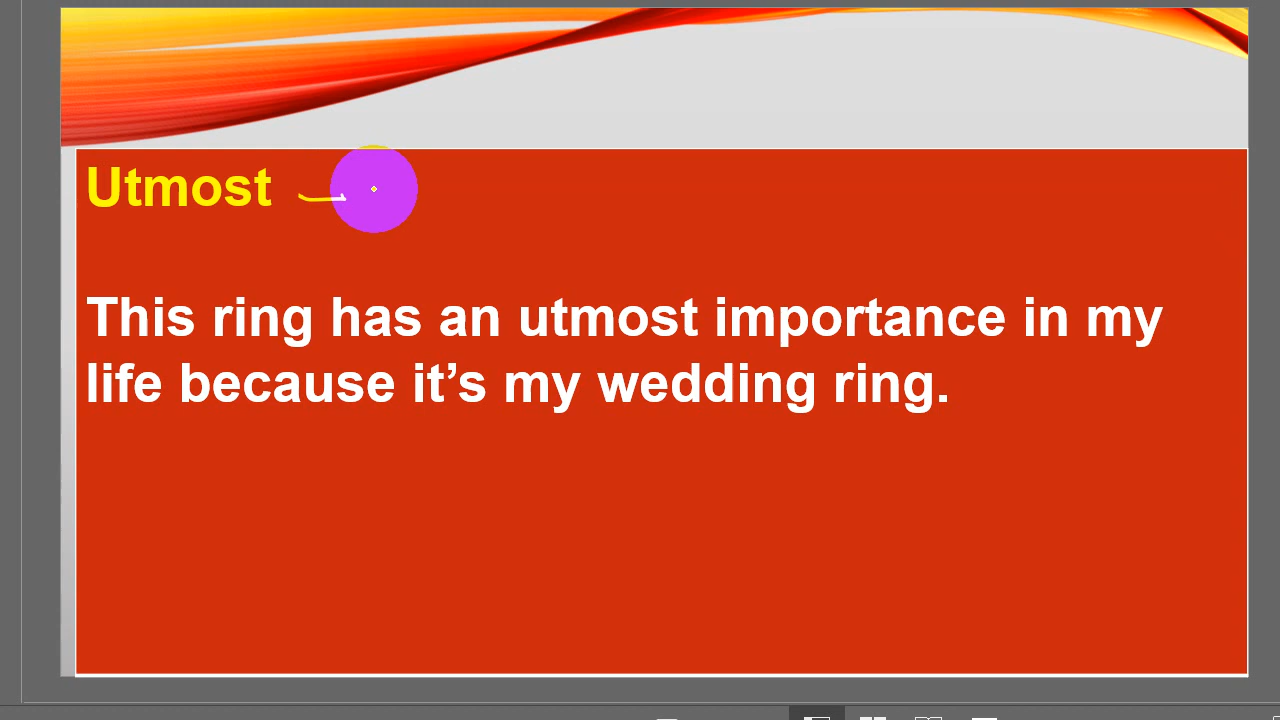 Utmost
This ring has an utmost importance in my
life because it’s my wedding ring.